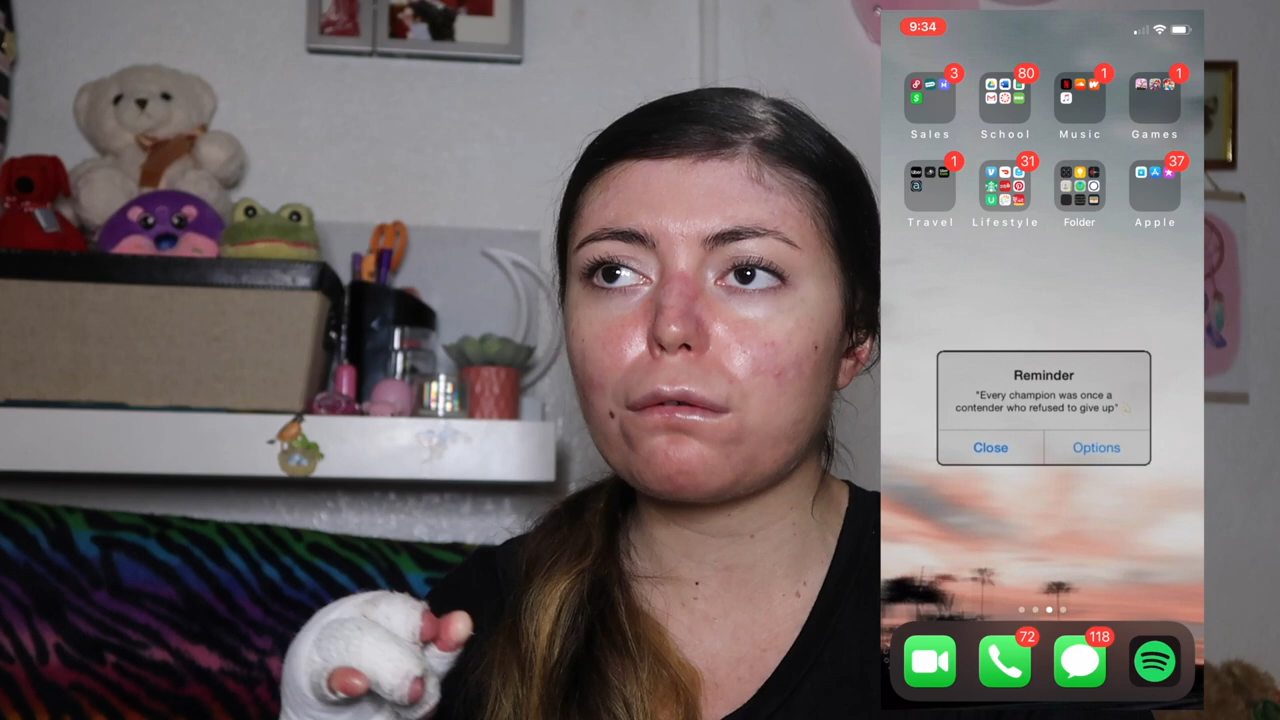 9:34
3
80
1
1
Sales
School
Music
Games
1
31
37
Travel
Lifestyle
Folder
Apple
Reminder
"Every champion was once a
contender who refused to give up"
Close
Options
72
118